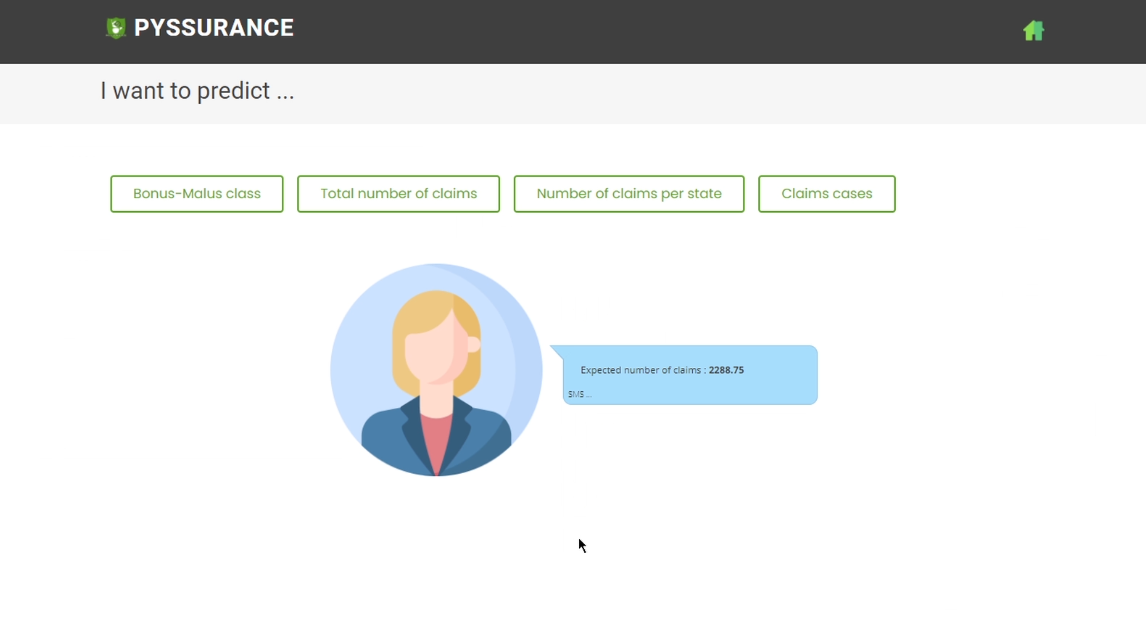 PYSSURANCE
I want to predict ...
Bonus-Malus class
Total number of claims
Number of claims per state
Claims cases
Expected number of claims : 2288.75
SMS ...